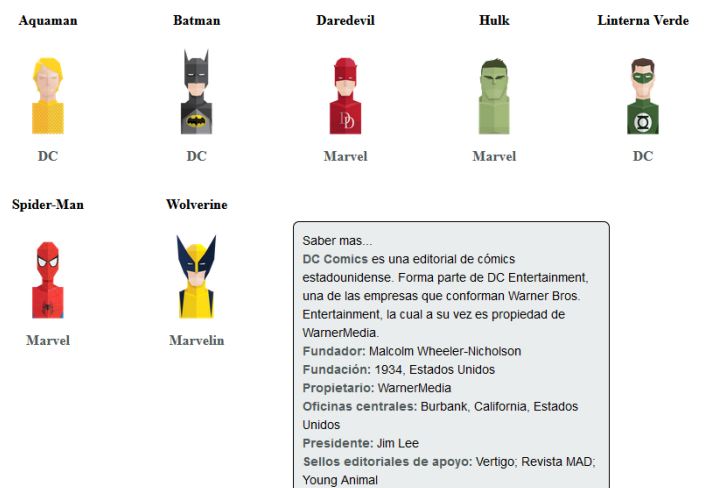 Aquaman
Batman
Daredevil
Hulk
Linterna Verde
DD
DC
DC
Marvel
Marvel
DC
Spider-Man
Wolverine
Marvel
Marvelin
Saber mas...
DC Comics es una editorial de cómics
estadounidense. Forma parte de DC Entertainment,
una de las empresas que conforman Warner Bros.
Entertainment, la cual a su vez es propiedad de
WarnerMedia.
Fundador: Malcolm Wheeler-Nicholson
Fundación: 1934, Estados Unidos
Propietario: WarnerMedia
Oficinas centrales: Burbank, California, Estados
Unidos
Presidente: Jim Lee
Sellos editoriales de apoyo: Vertigo; Revista MAD;
Young Animal